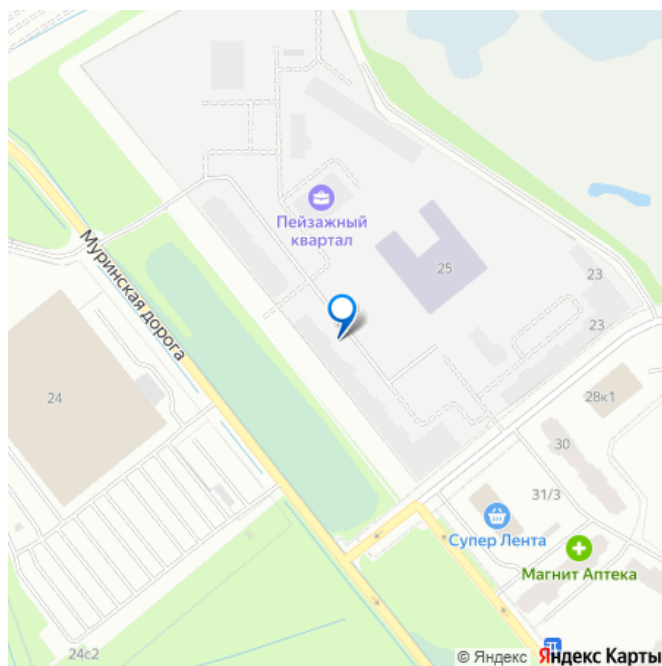 Пейзажный
квартал
25
23
23
Муринская дорога
24
28к1
30
31/3
Супер Лента
Магнит Аптека
24с2
© Яндекс Яндекс Карты